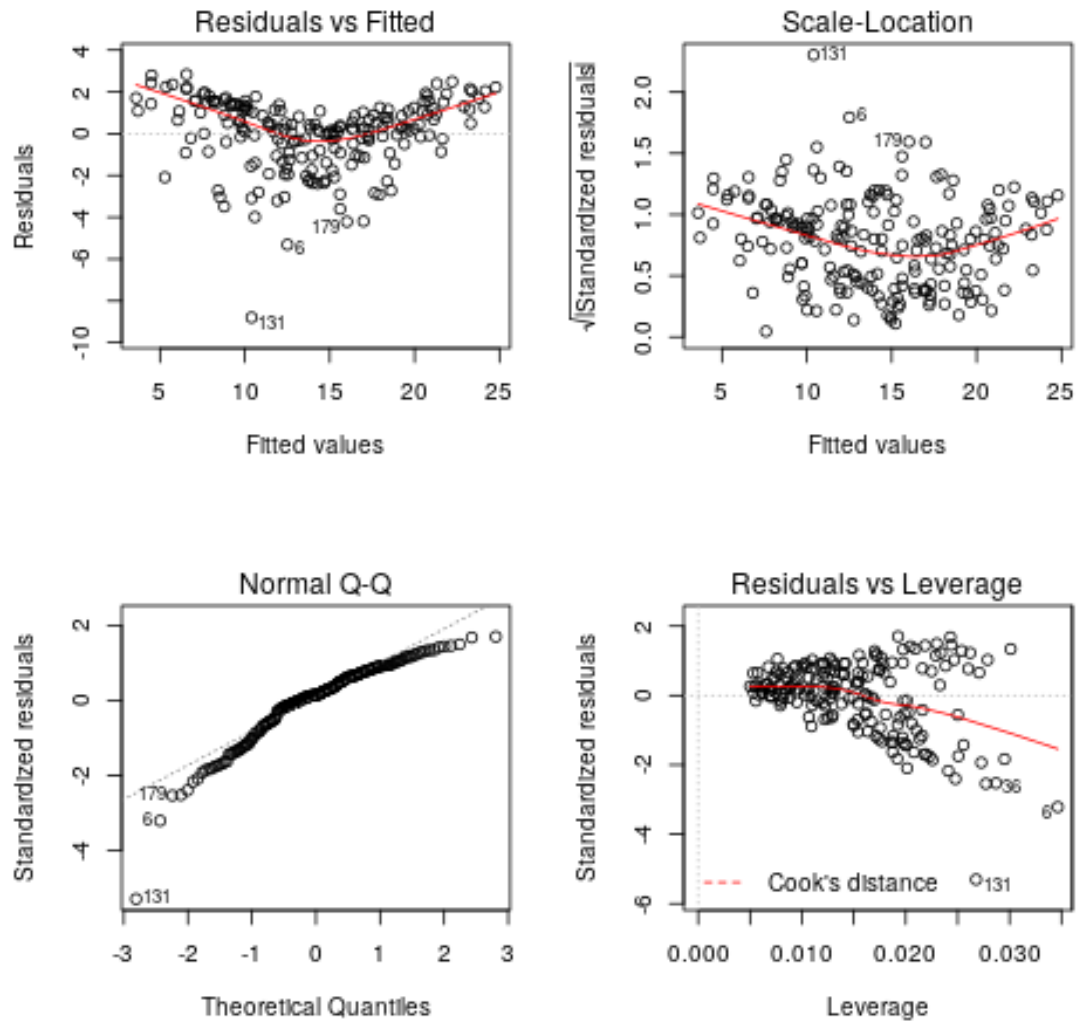 Residuals vs Fitted
Residuals
4
2
0
-2
-4
-6
-10
179
6
131
5 10 15 20 25
Fitted values
Scale-Location
√|Standardized residuals|
2.0
1.5
1.0
0.5
0.0
131
6
179
5 10 15 20 25
Fitted values
Normal Q-Q
Standardized residuals
2
0
-2
-4
179
6
131
-3 -2 -1 0 1 2 3
Theoretical Quantiles
Residuals vs Leverage
Standardized residuals
2
0
-2
-4
-6
36
6
Cook's distance
131
0.000 0.010 0.020 0.030
Leverage